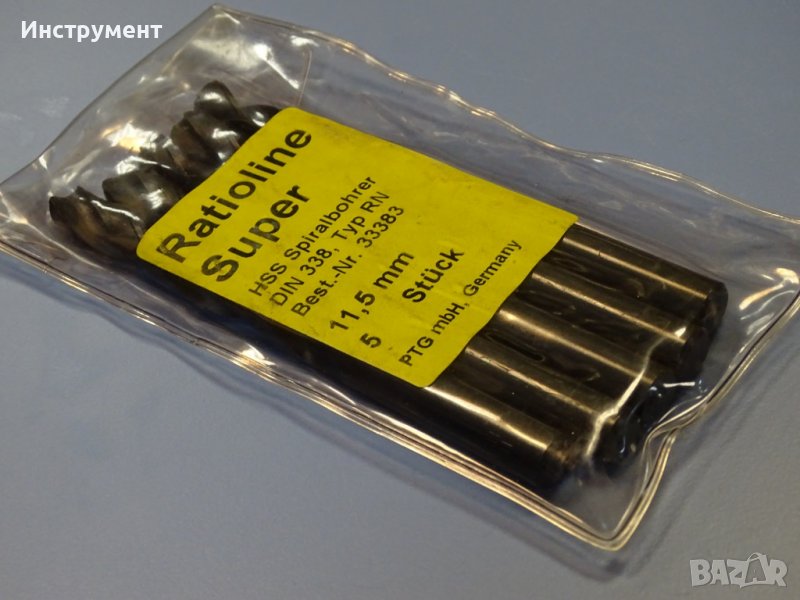 Инструмент
Ratioline
Super
HSS Spiralbohrer
DIN 338, Typ RN
Best.-Nr. 33383
11,5 mm
5 Stück
PTG mbH, Germany
BAZAR